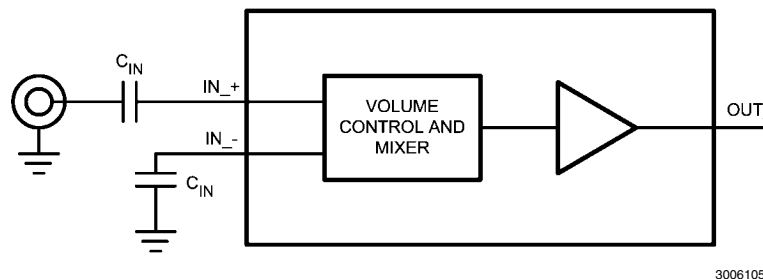 C_IN
IN_+
VOLUME
CONTROL AND
MIXER
OUT
IN_-
C_IN
3006105